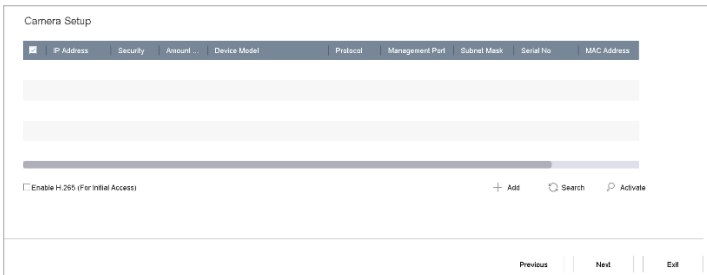 Camera Setup
IP Address Security Amount ... Device Model Protocol Management Port Subnet Mask Serial No MAC Address
Enable H.265 (For Initial Access) Add Search Activate
Previous Next Exit